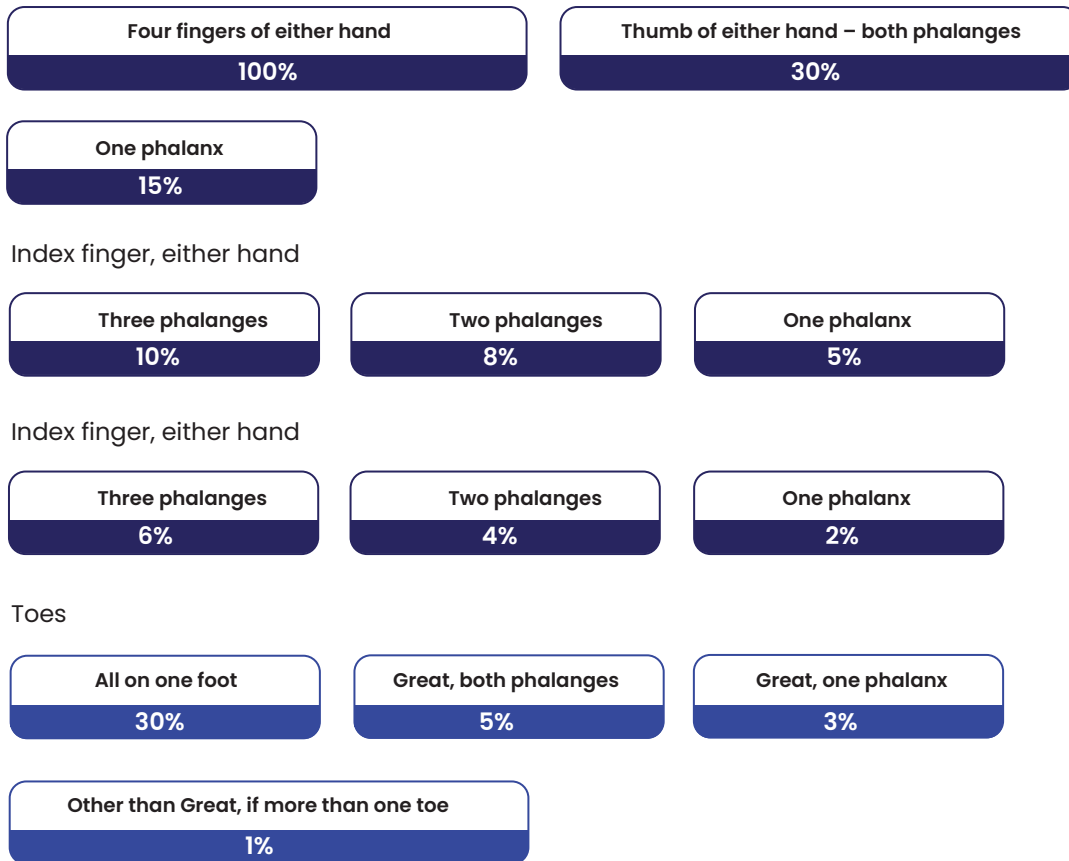 Four fingers of either hand
100%
Thumb of either hand – both phalanges
30%
One phalanx
15%
Index finger, either hand
Three phalanges
10%
Two phalanges
8%
One phalanx
5%
Index finger, either hand
Three phalanges
6%
Two phalanges
4%
One phalanx
2%
Toes
All on one foot
30%
Great, both phalanges
5%
Great, one phalanx
3%
Other than Great, if more than one toe
1%